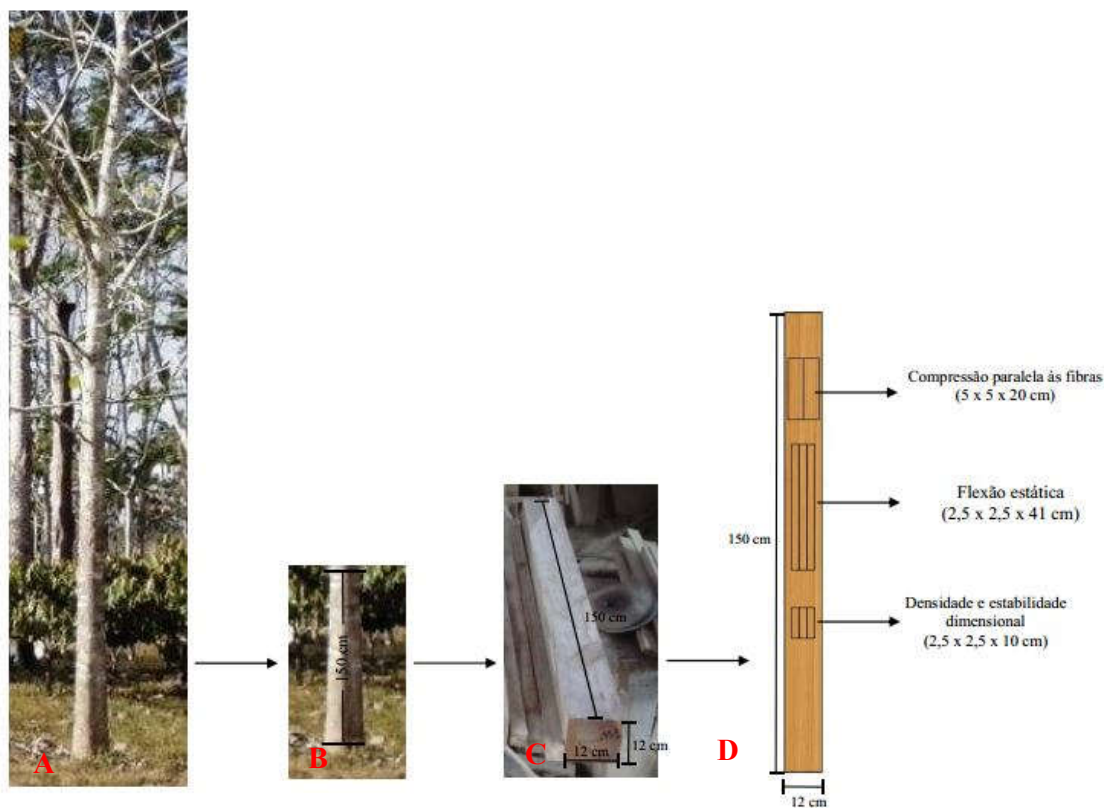 A
B
150 cm
C
150 cm
12 cm
12 cm
D
150 cm
12 cm
Compressão paralela às fibras
(5 x 5 x 20 cm)
Flexão estática
(2,5 x 2,5 x 41 cm)
Densidade e estabilidade
dimensional
(2,5 x 2,5 x 10 cm)